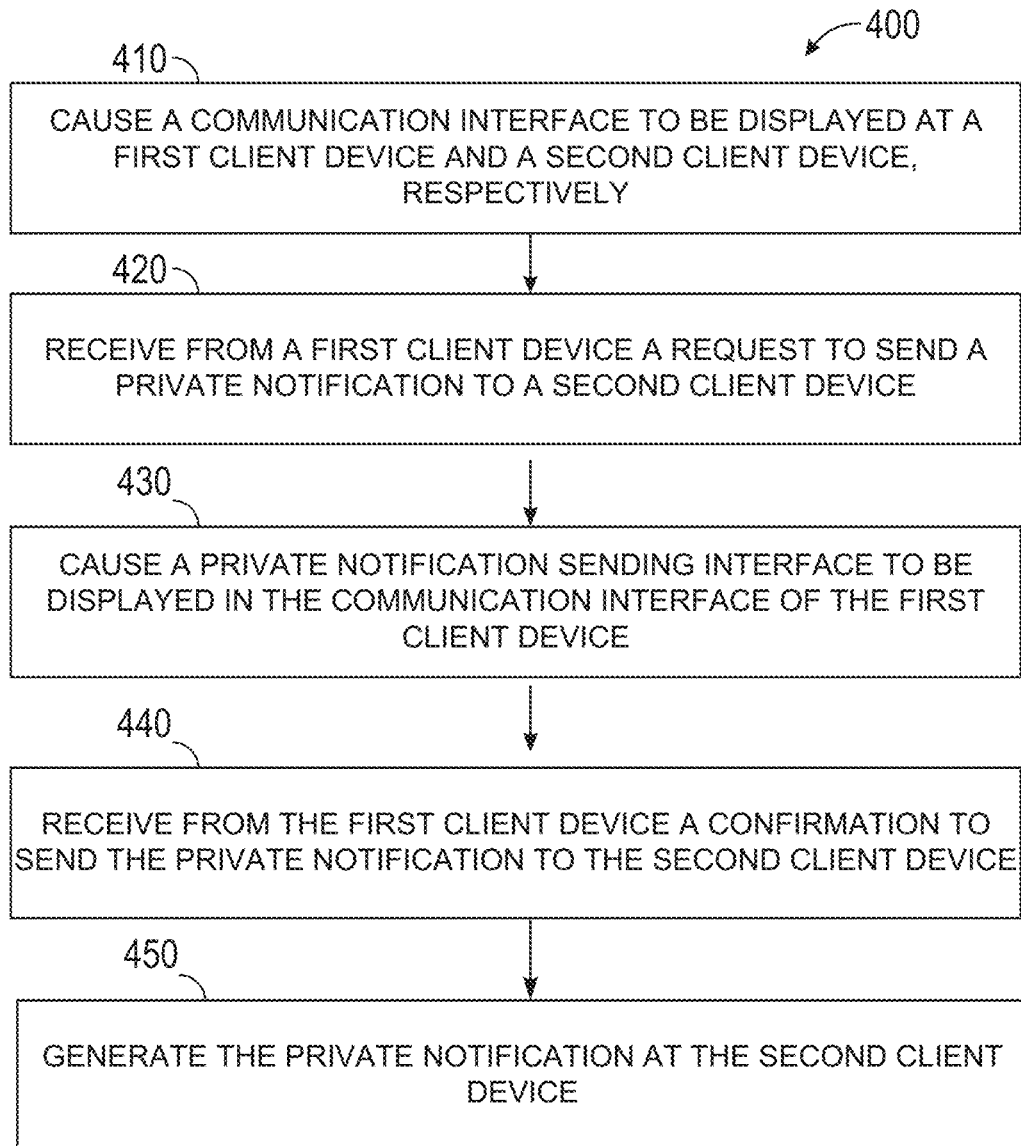 400
410
CAUSE A COMMUNICATION INTERFACE TO BE DISPLAYED AT A
FIRST CLIENT DEVICE AND A SECOND CLIENT DEVICE,
RESPECTIVELY
420
RECEIVE FROM A FIRST CLIENT DEVICE A REQUEST TO SEND A
PRIVATE NOTIFICATION TO A SECOND CLIENT DEVICE
430
CAUSE A PRIVATE NOTIFICATION SENDING INTERFACE TO BE
DISPLAYED IN THE COMMUNICATION INTERFACE OF THE FIRST
CLIENT DEVICE
440
RECEIVE FROM THE FIRST CLIENT DEVICE A CONFIRMATION TO
SEND THE PRIVATE NOTIFICATION TO THE SECOND CLIENT DEVICE
450
GENERATE THE PRIVATE NOTIFICATION AT THE SECOND CLIENT
DEVICE